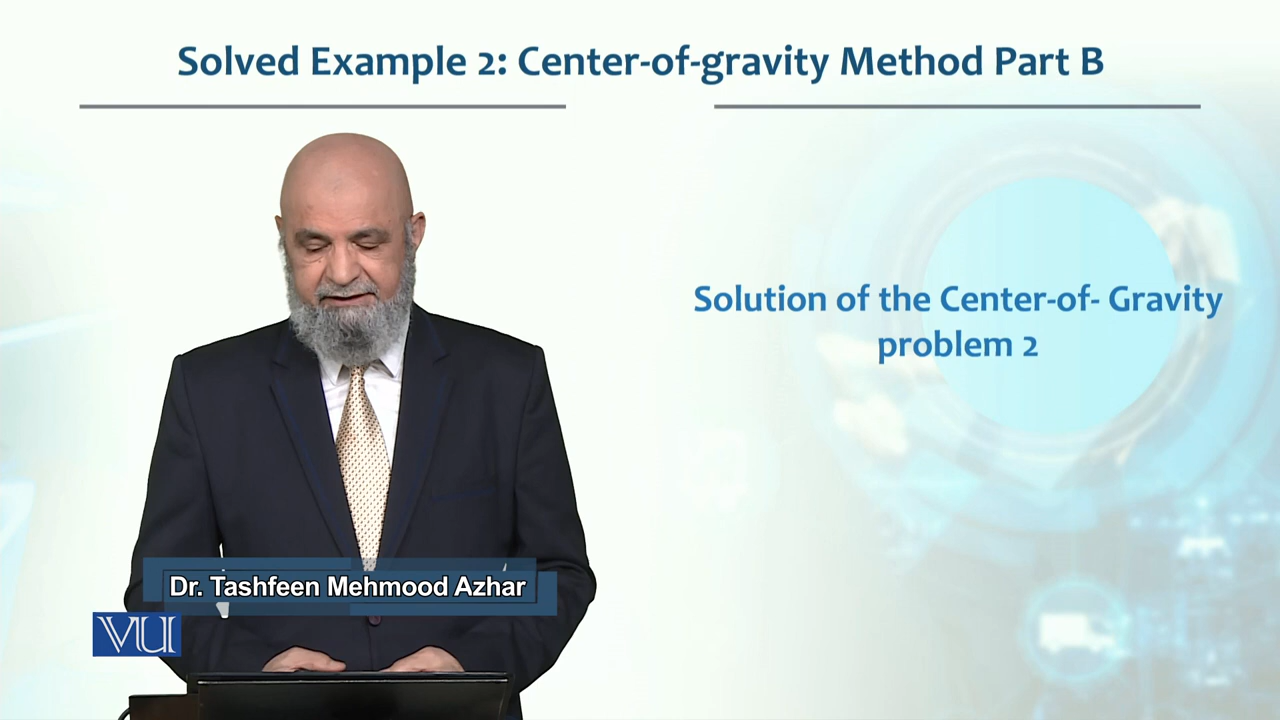 Solved Example 2: Center-of-gravity Method Part B
Solution of the Center-of- Gravity
problem 2
Dr. Tashfeen Mehmood Azhar
VU